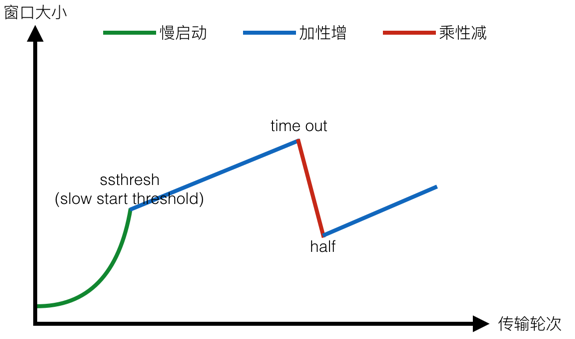 窗口大小
慢启动
加性增
乘性减
time out
ssthresh
(slow start threshold)
half
传输轮次